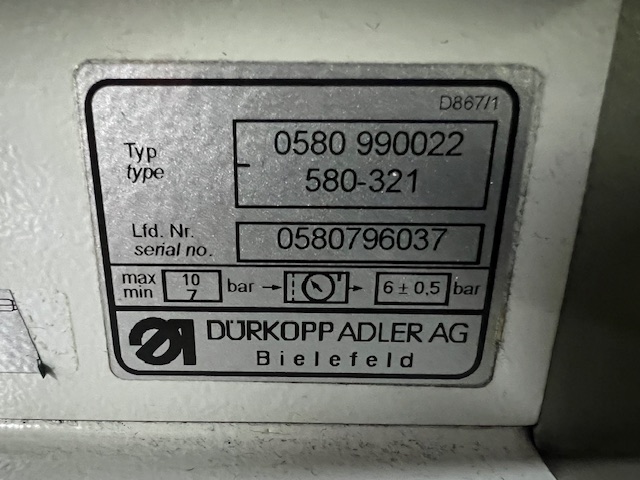 D867/1
Typ
type
0580 990022
580-321
Lfd. Nr.
serial no.
0580796037
max
min
10
7
bar
6 ± 0,5
bar
DÜRKOPP ADLER AG
Bielefeld